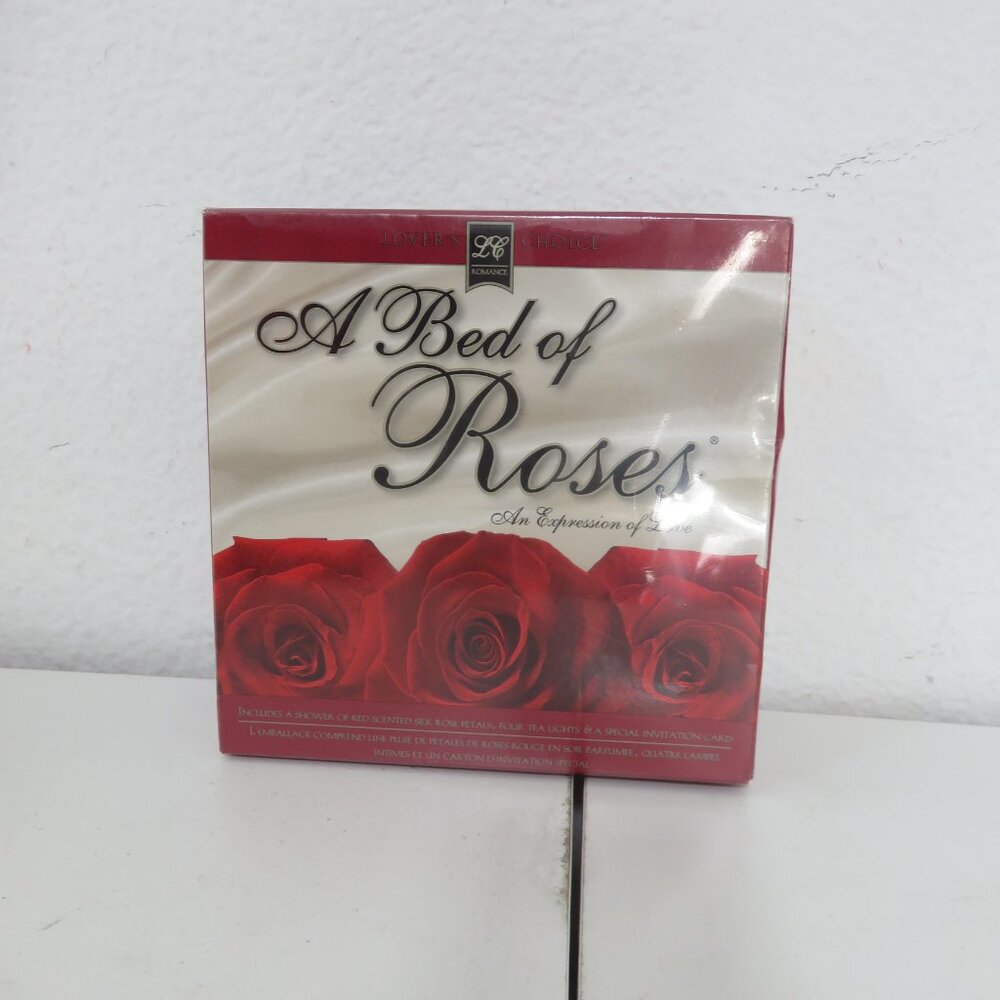 LOVER'S LC CHOICE
ROMANCE
A Bed of
Roses®
An Expression of Love
INCLUDES A SHOWER OF RED SCENTED SILK ROSE PETALS, FOUR TEA LIGHTS & A SPECIAL INVITATION CARD
L'EMBALLAGE COMPREND UNE PLUIE DE PETALES DE ROSES ROUGE EN SOIE PARFUMEE, QUATRE LAMPES
INTIMES ET UN CARTON D INVITATION SPECIAL